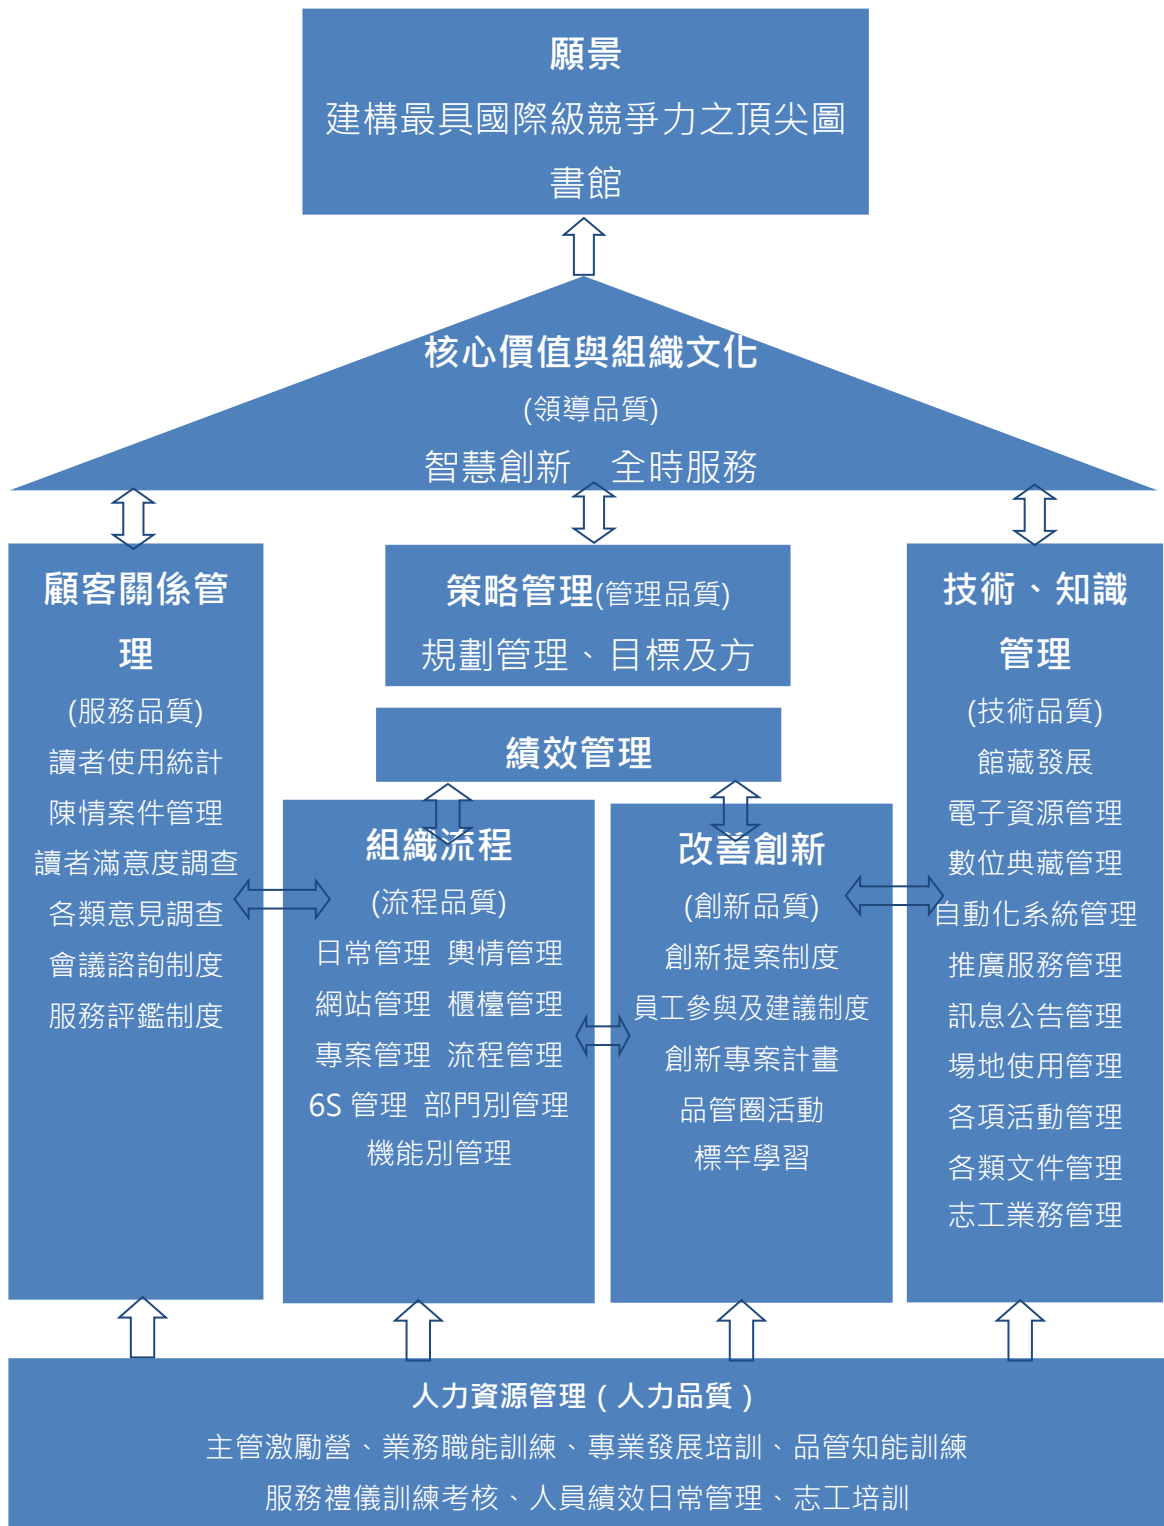 願景
建構最具國際級競爭力之頂尖圖
書館
核心價值與組織文化
(領導品質)
智慧創新　全時服務
顧客關係管
理
(服務品質)
讀者使用統計
陳情案件管理
讀者滿意度調查
各類意見調查
會議諮詢制度
服務評鑑制度
策略管理(管理品質)
規劃管理、目標及方
績效管理
組織流程
(流程品質)
日常管理 輿情管理
網站管理 櫃檯管理
專案管理 流程管理
6S 管理 部門別管理
機能別管理
改善創新
(創新品質)
創新提案制度
員工參與及建議制度
創新專案計畫
品管圈活動
標竿學習
技術、知識
管理
(技術品質)
館藏發展
電子資源管理
數位典藏管理
自動化系統管理
推廣服務管理
訊息公告管理
場地使用管理
各項活動管理
各類文件管理
志工業務管理
人力資源管理（人力品質）
主管激勵營、業務職能訓練、專業發展培訓、品管知能訓練
服務禮儀訓練考核、人員績效日常管理、志工培訓